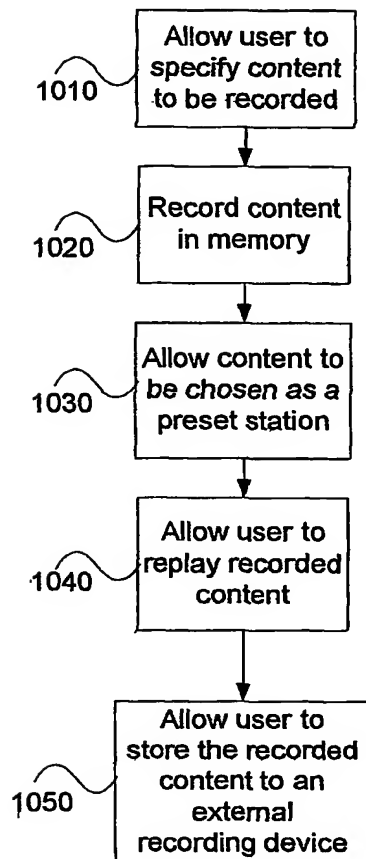 Allow user to
specify content
to be recorded
1010
Record content
in memory
1020
Allow content to
be chosen as a
preset station
1030
Allow user to
replay recorded
content
1040
Allow user to
store the recorded
content to an
external
recording device
1050